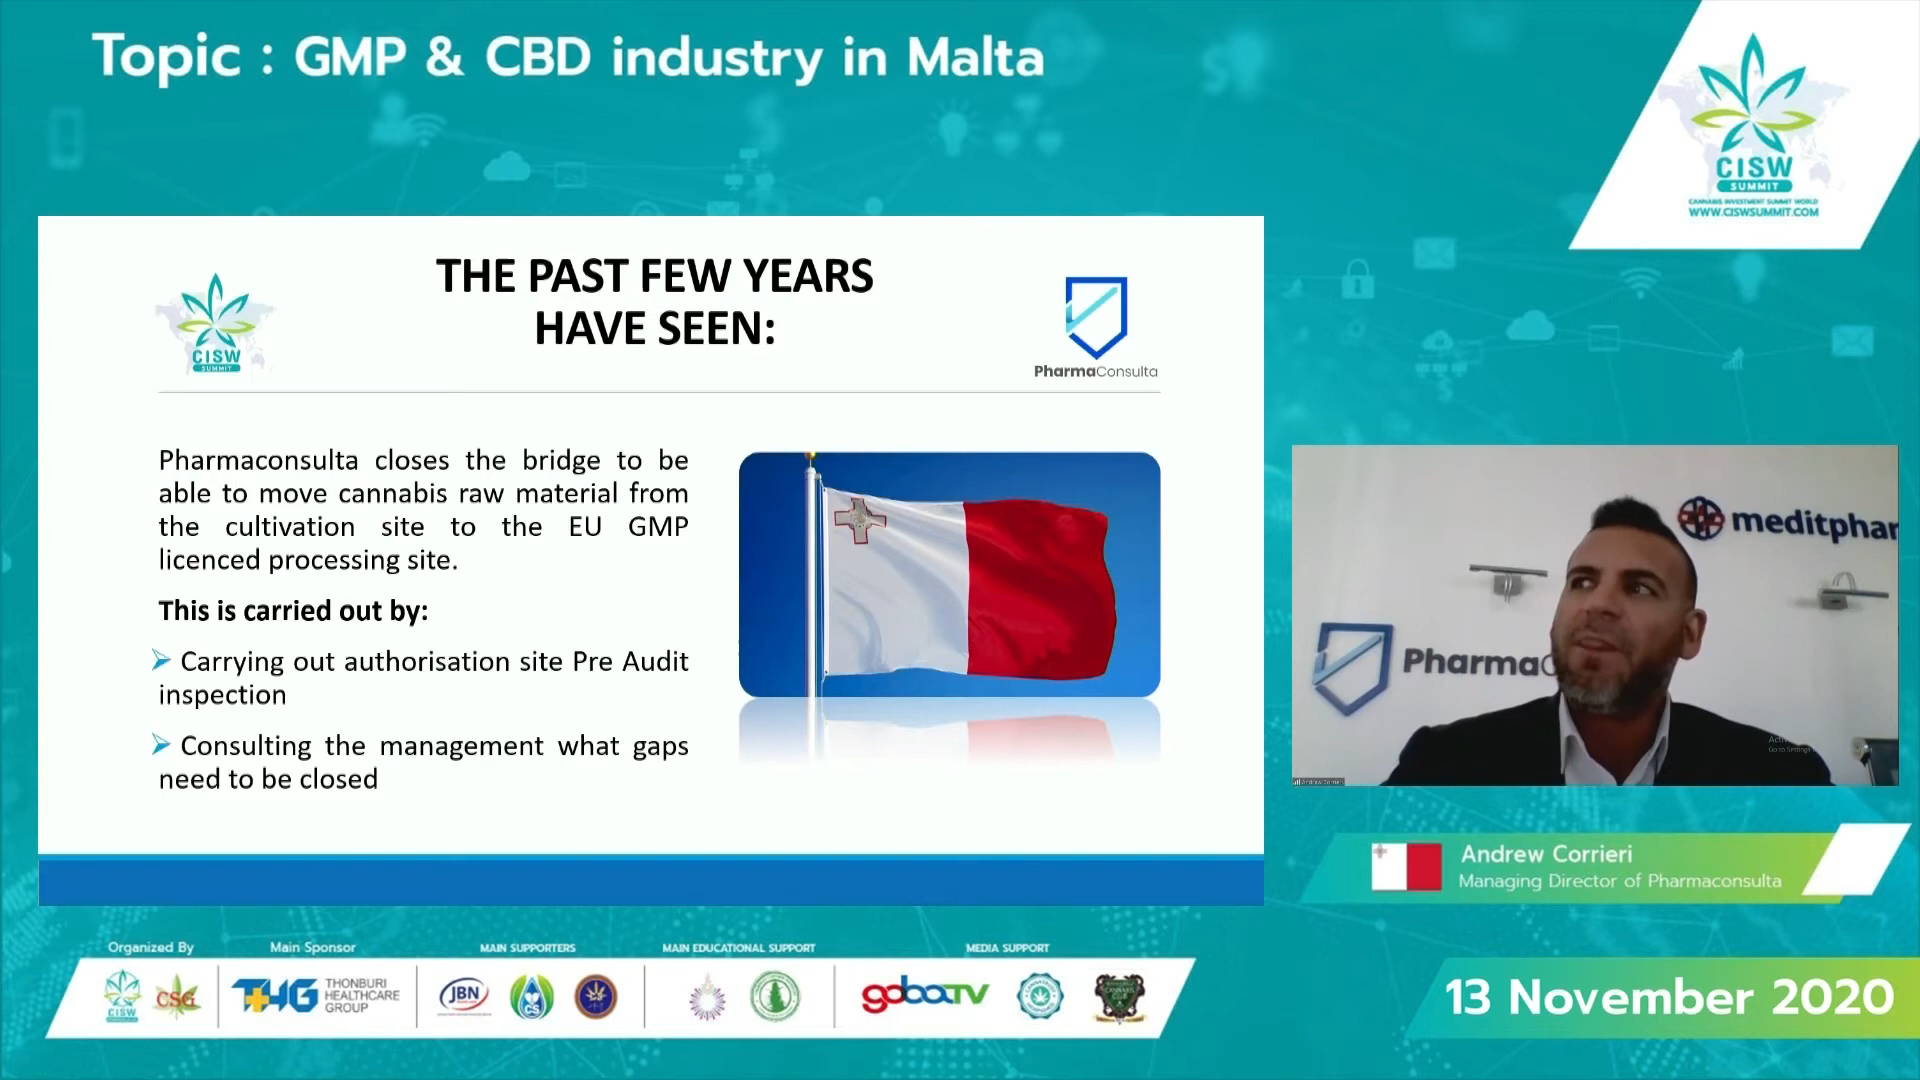 Topic : GMP & CBD industry in Malta
CISW
SUMMIT
CANNABIS INVESTMENT SUMMIT WORLD
WWW.CISWSUMMIT.COM
THE PAST FEW YEARS
HAVE SEEN:
CISW
SUMMIT
PharmaConsulta
Pharmaconsulta closes the bridge to be
able to move cannabis raw material from
the cultivation site to the EU GMP
licenced processing site.
This is carried out by:
➢ Carrying out authorisation site Pre Audit
inspection
➢ Consulting the management what gaps
need to be closed
meditphar
PharmaC
Andrew Corrieri
Andrew Corrieri
Managing Director of Pharmaconsulta
Organized By
Main Sponsor
MAIN SUPPORTERS
MAIN EDUCATIONAL SUPPORT
MEDIA SUPPORT
CISW
CSG
THG
THONBURI
HEALTHCARE
GROUP
JBN
CS
gobaTV
13 November 2020